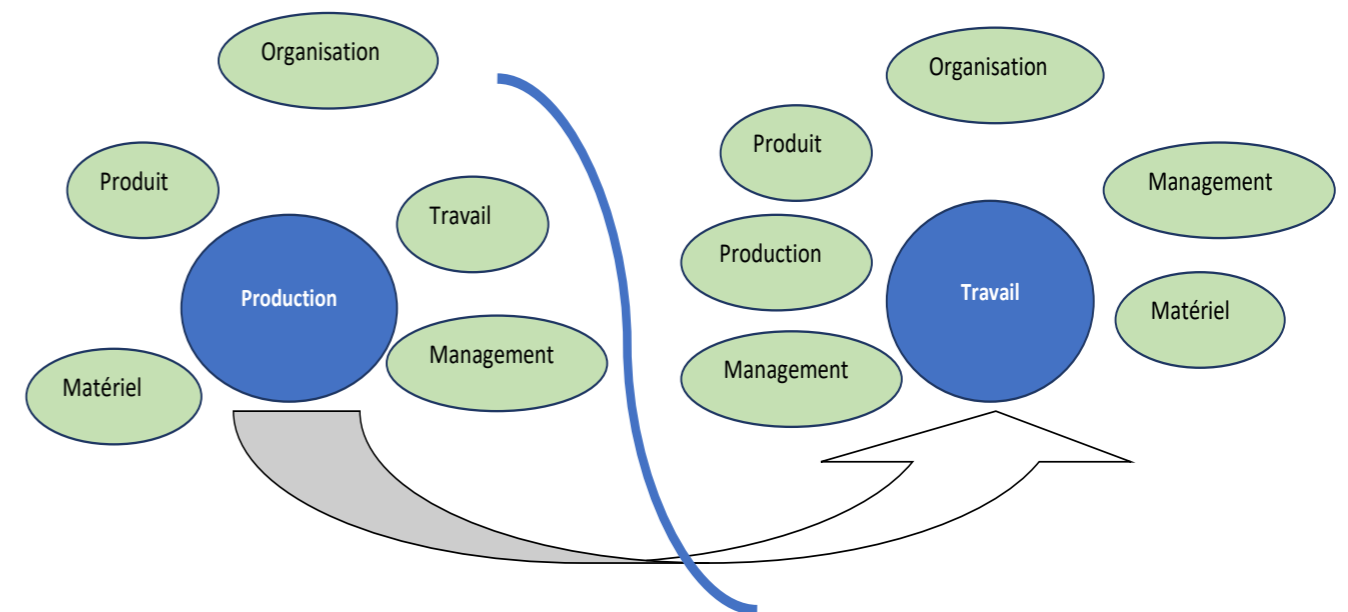 Organisation
Produit
Travail
Production
Management
Matériel
Organisation
Produit
Management
Production
Travail
Matériel
Management